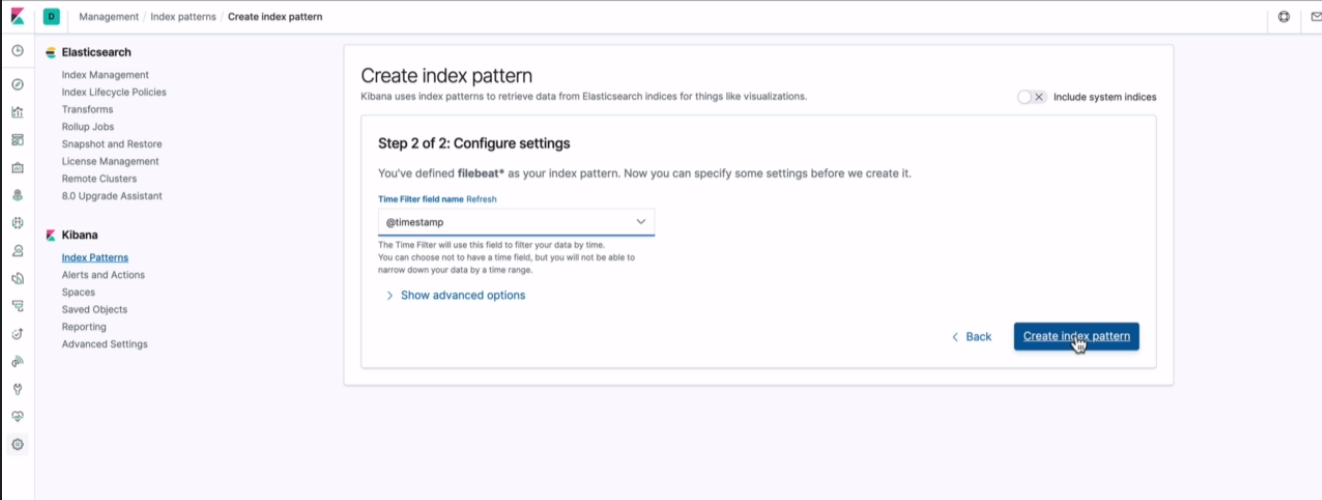 D Management / Index patterns / Create index pattern
Elasticsearch
Index Management
Index Lifecycle Policies
Transforms
Rollup Jobs
Snapshot and Restore
License Management
Remote Clusters
8.0 Upgrade Assistant
Kibana
Index Patterns
Alerts and Actions
Spaces
Saved Objects
Reporting
Advanced Settings
Create index pattern
Kibana uses index patterns to retrieve data from Elasticsearch indices for things like visualizations.
Include system indices
Step 2 of 2: Configure settings
You've defined filebeat* as your index pattern. Now you can specify some settings before we create it.
Time Filter field name Refresh
@timestamp
The Time Filter will use this field to filter your data by time.
You can choose not to have a time field, but you will not be able to
narrow down your data by a time range.
Show advanced options
Back
Create index pattern